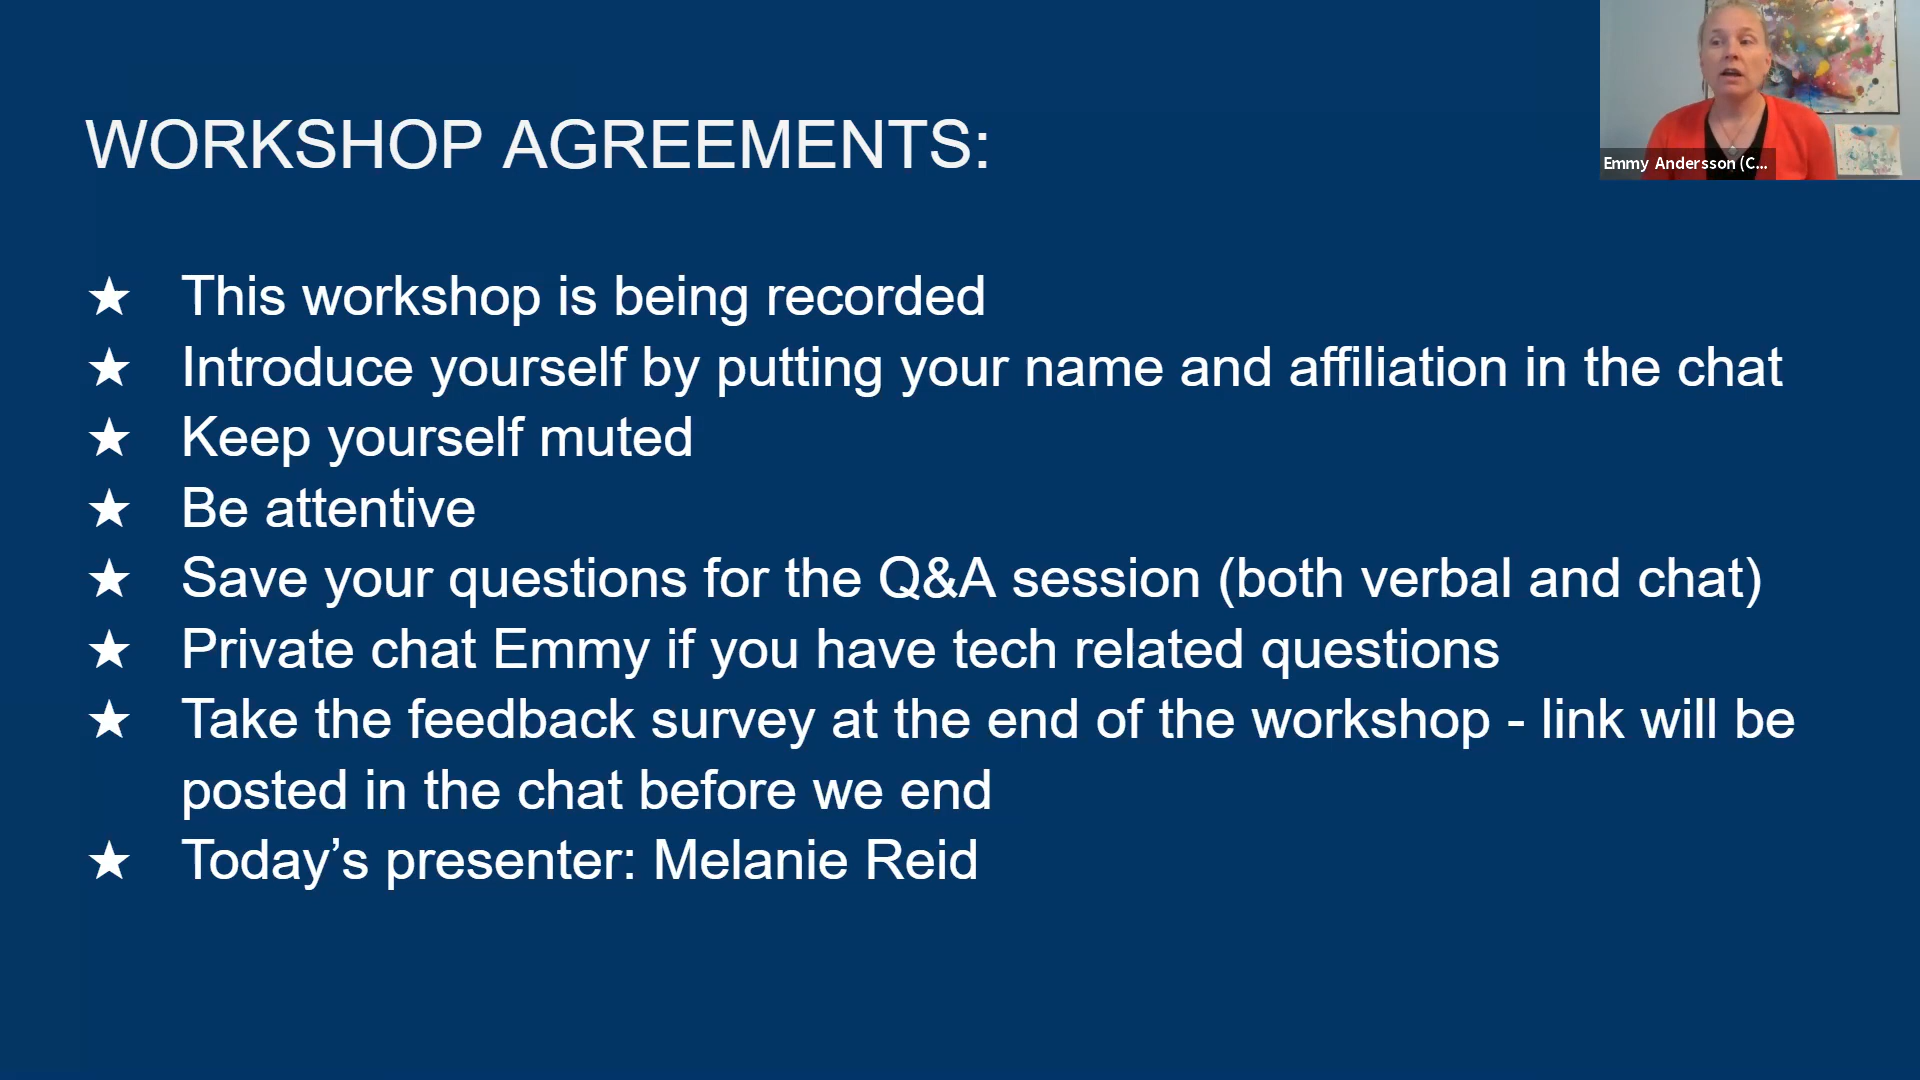 WORKSHOP AGREEMENTS:
Emmy Andersson (C...
★ This workshop is being recorded
★ Introduce yourself by putting your name and affiliation in the chat
★ Keep yourself muted
★ Be attentive
★ Save your questions for the Q&A session (both verbal and chat)
★ Private chat Emmy if you have tech related questions
★ Take the feedback survey at the end of the workshop - link will be
posted in the chat before we end
★ Today’s presenter: Melanie Reid